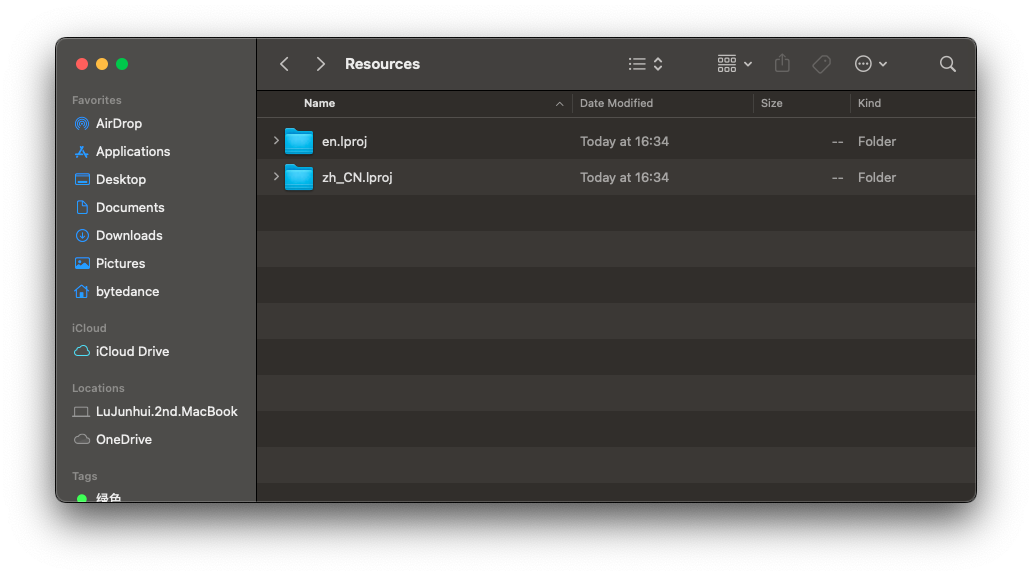 Resources
Favorites
AirDrop
Applications
Desktop
Documents
Downloads
Pictures
bytedance
iCloud
iCloud Drive
Locations
LuJunhui.2nd.MacBook
OneDrive
Tags
绿色
Name Date Modified Size Kind
en.lproj Today at 16:34 -- Folder
zh_CN.lproj Today at 16:34 -- Folder